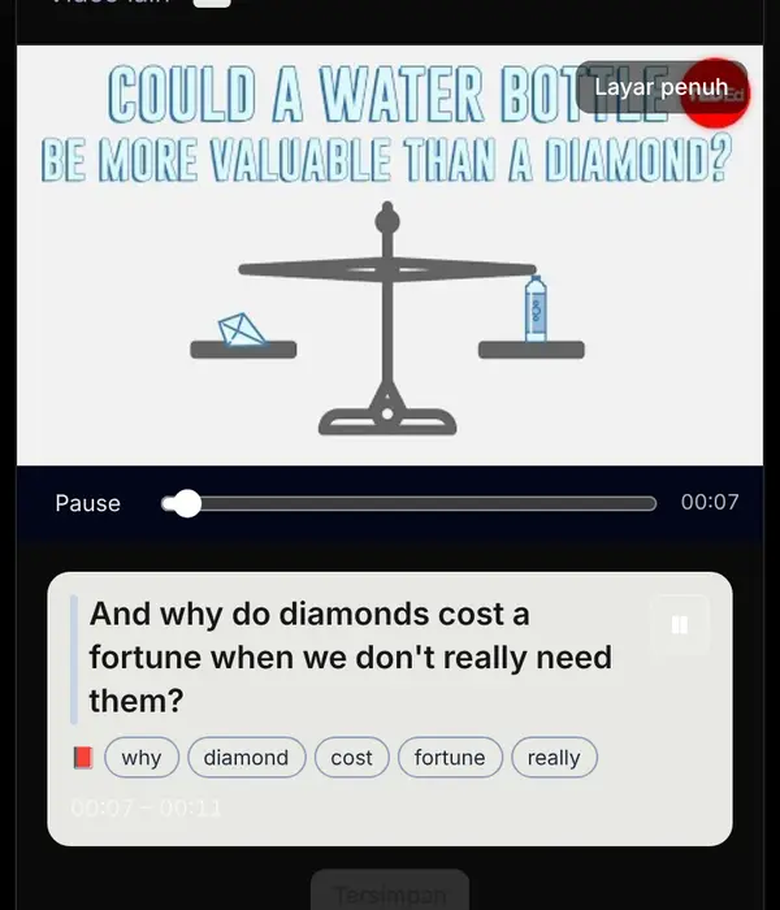 COULD A WATER BOTTLE
Layar penuh
BE MORE VALUABLE THAN A DIAMOND?
Pause
00:07
And why do diamonds cost a
fortune when we don't really need
them?
why
diamond
cost
fortune
really
00:07 – 00:11
Tersimpan